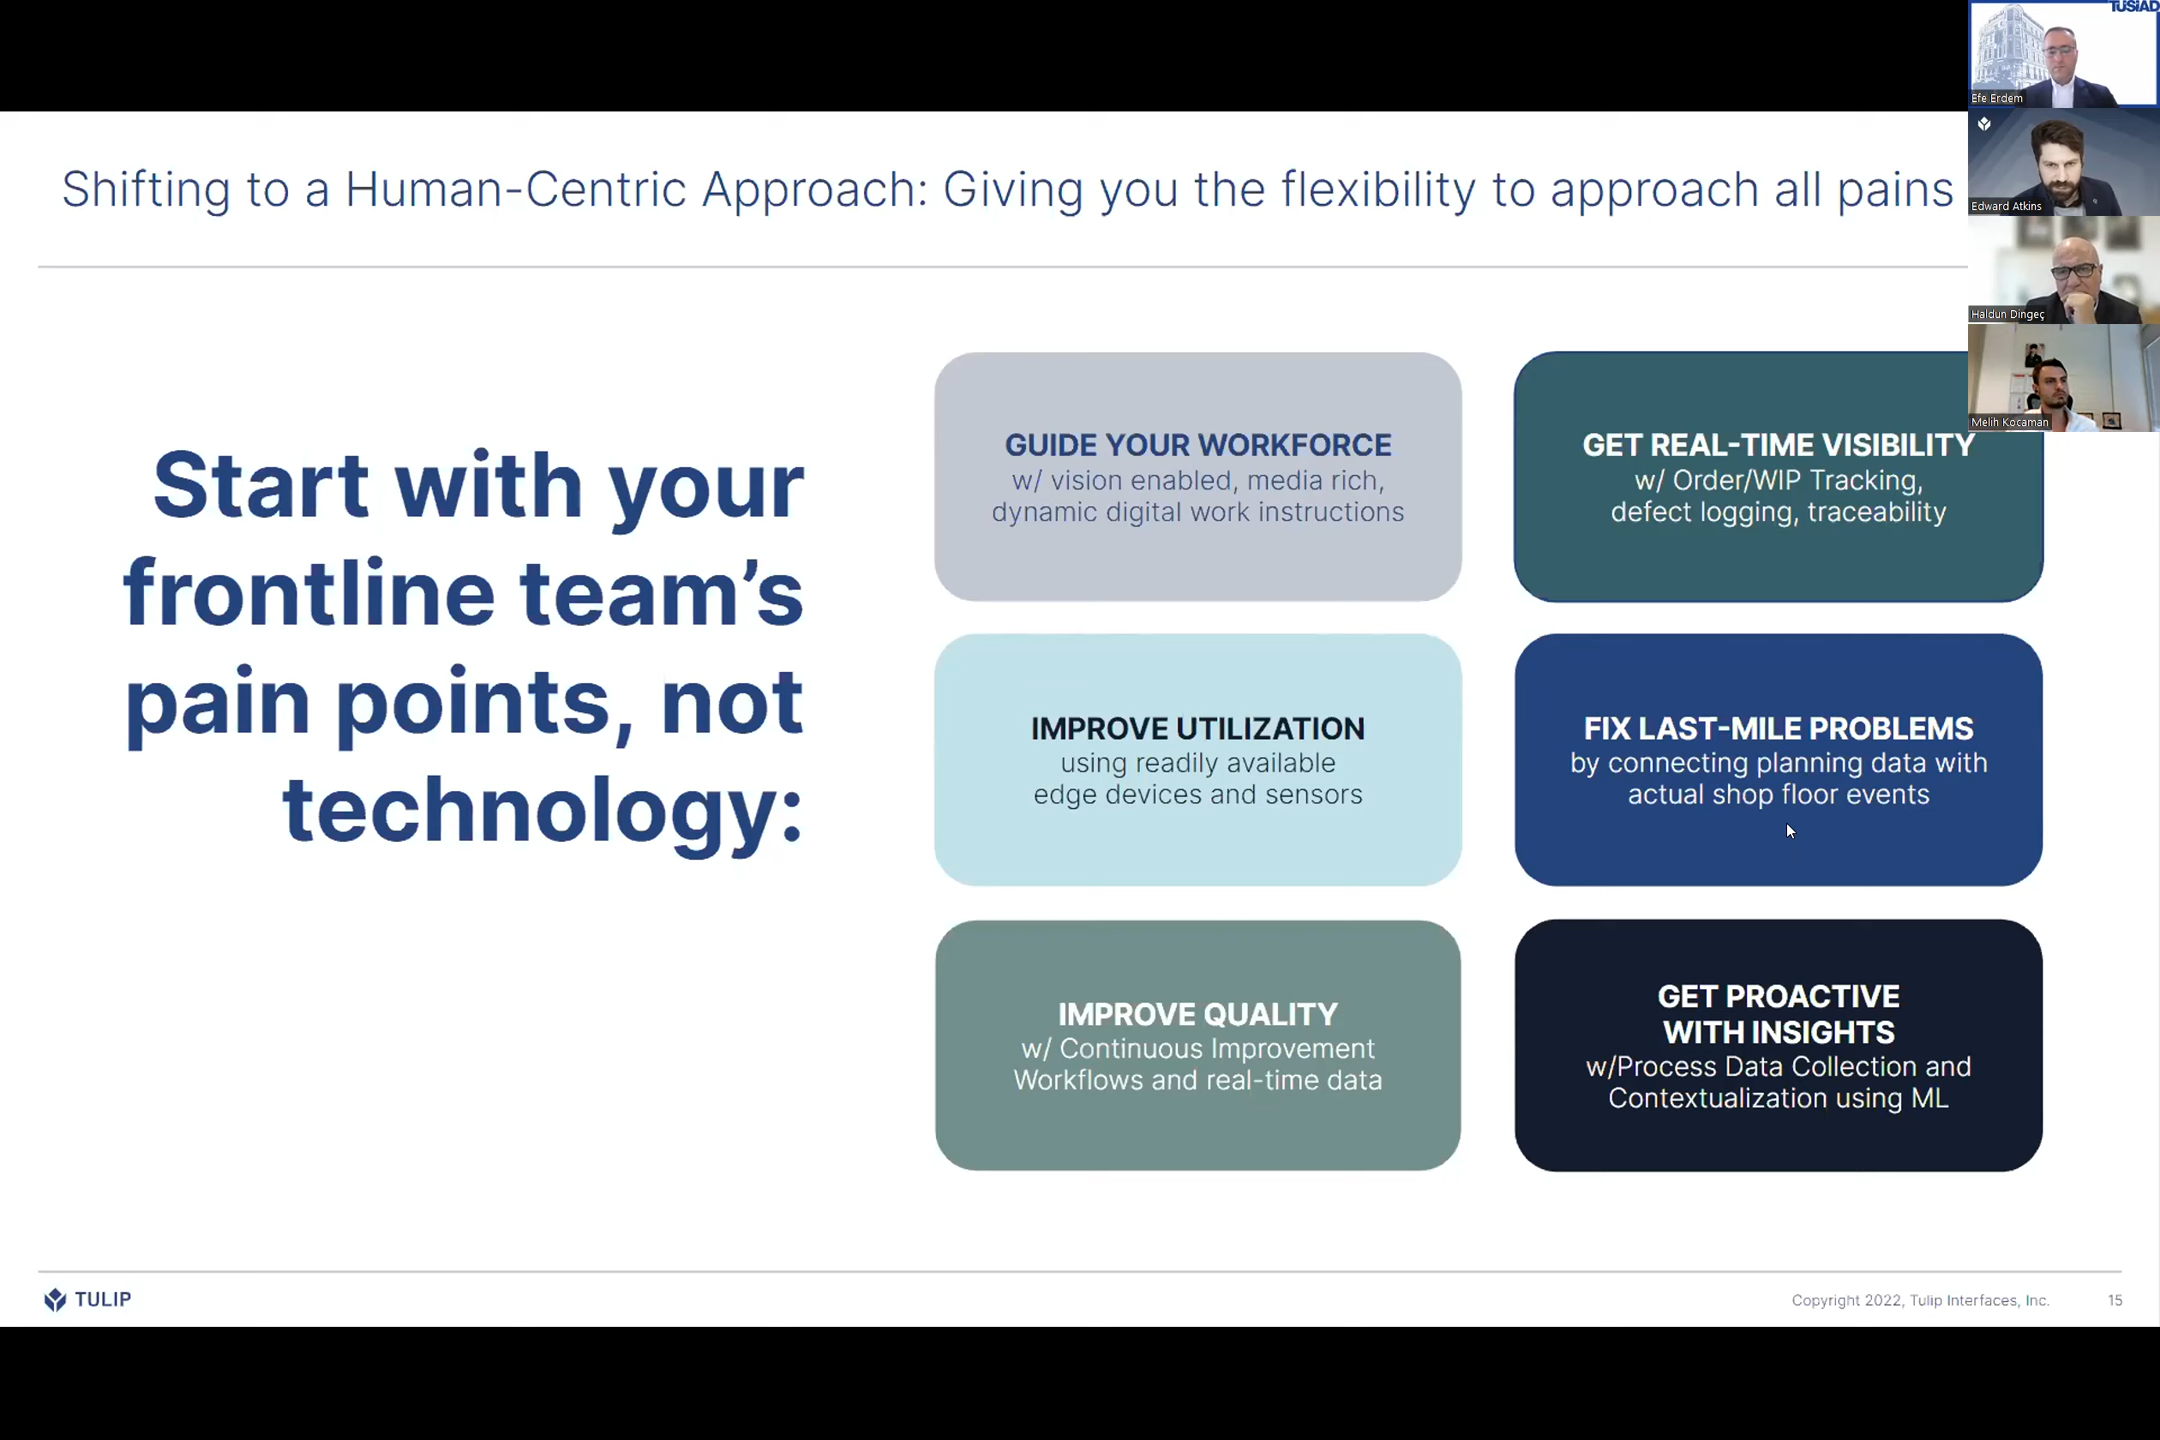 TÜSİAD
Efe Erdem
Edward Atkins
Haldun Dingeç
Melih Kocaman
Shifting to a Human-Centric Approach: Giving you the flexibility to approach all pains
Start with your
frontline team’s
pain points, not
technology:
GUIDE YOUR WORKFORCE
w/ vision enabled, media rich,
dynamic digital work instructions
GET REAL-TIME VISIBILITY
w/ Order/WIP Tracking,
defect logging, traceability
IMPROVE UTILIZATION
using readily available
edge devices and sensors
FIX LAST-MILE PROBLEMS
by connecting planning data with
actual shop floor events
IMPROVE QUALITY
w/ Continuous Improvement
Workflows and real-time data
GET PROACTIVE
WITH INSIGHTS
w/Process Data Collection and
Contextualization using ML
TULIP
Copyright 2022, Tulip Interfaces, Inc.
15